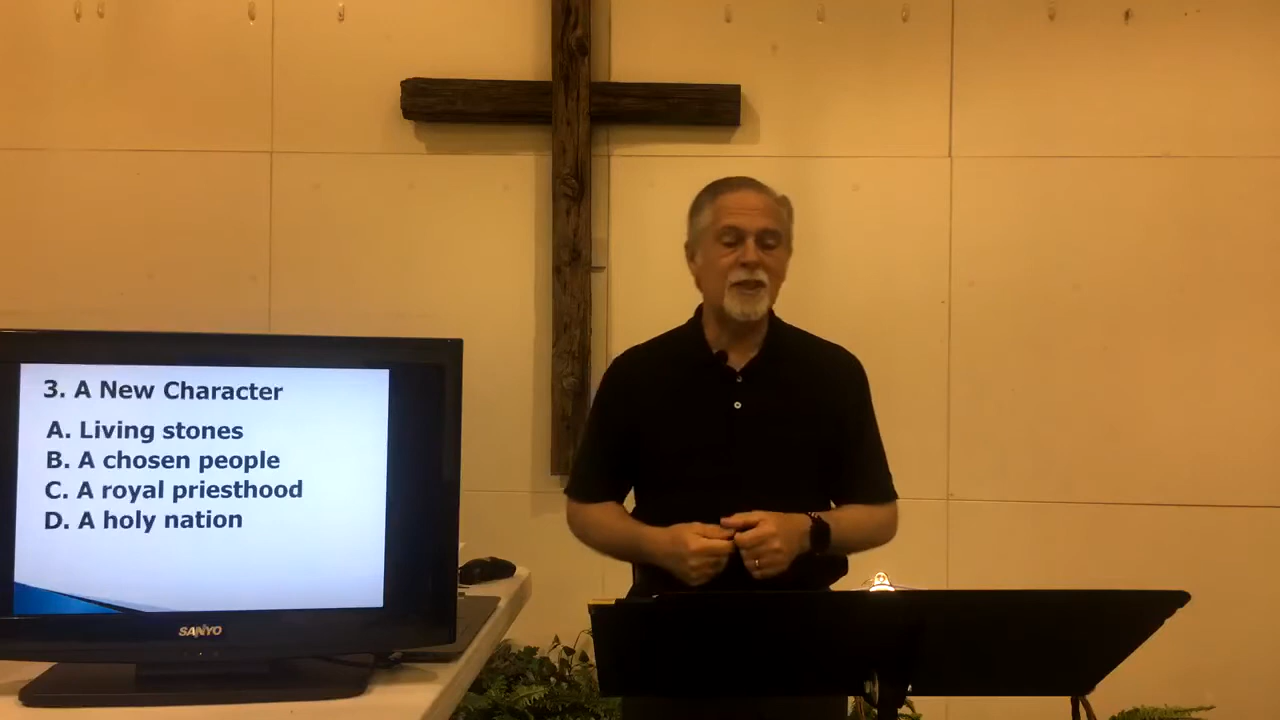 3. A New Character
A. Living stones
B. A chosen people
C. A royal priesthood
D. A holy nation
SANYO